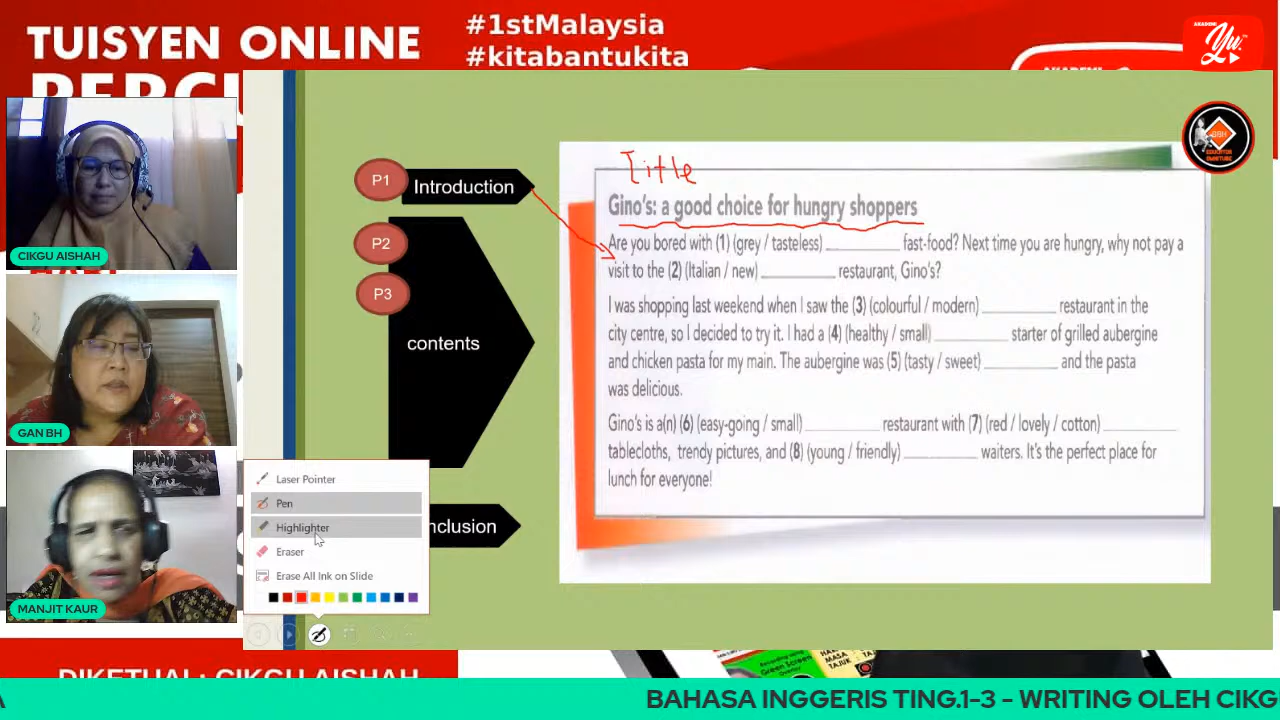 TUISYEN ONLINE
#1stMalaysia
#kitabantukita
CIKGU AISHAH
GAN BH
MANJIT KAUR
P1
Introduction
P2
P3
contents
nclusion
Title
Gino's: a good choice for hungry shoppers
Are you bored with (1) (grey / tasteless) __________ fast-food? Next time you are hungry, why not pay a
visit to the (2) (Italian / new) __________ restaurant, Gino's?
I was shopping last weekend when I saw the (3) (colourful / modern) __________ restaurant in the
city centre, so I decided to try it. I had a (4) (healthy / small) __________ starter of grilled aubergine
and chicken pasta for my main. The aubergine was (5) (tasty / sweet) __________ and the pasta
was delicious.
Gino's is a(n) (6) (easy-going / small) __________ restaurant with (7) (red / lovely / cotton) __________
tablecloths, trendy pictures, and (8) (young / friendly) __________ waiters. It's the perfect place for
lunch for everyone!
Laser Pointer
Pen
Highlighter
Eraser
Erase All Ink on Slide
DIKETUAI : CIKGU AISHAH
BAHASA INGGERIS TING.1-3 - WRITING OLEH CIKG